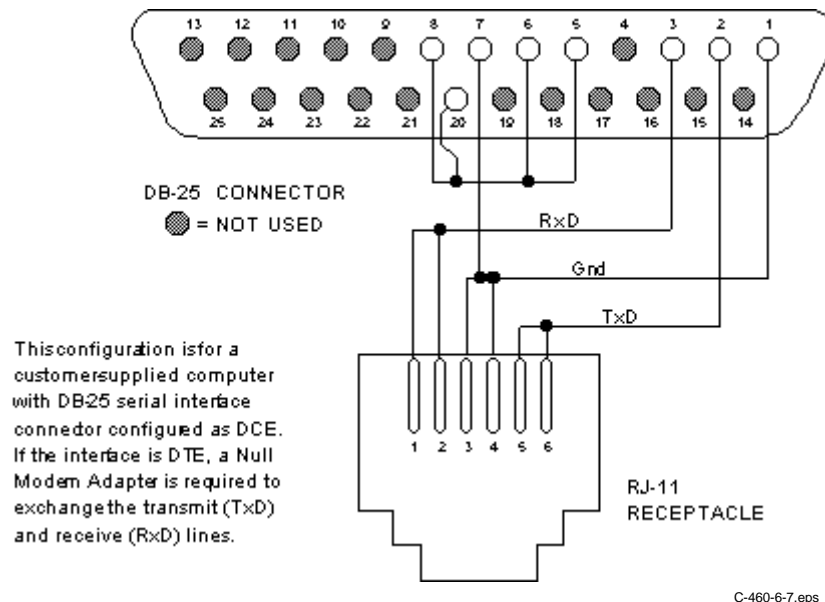 13 12 11 10 9 8 7 6 5 4 3 2 1
25 24 23 22 21 20 19 18 17 16 15 14
DB-25 CONNECTOR
= NOT USED
RxD
Gnd
TxD
Thisconfiguration isfor a
customersupplied computer
with DB25 serial interface
connector configured as DCE.
If the interface is DTE, a Null
Modem Adapter is required to
exchange the transmit (TxD)
and receive (RxD) lines.
1 2 3 4 5 6
RJ-11
RECEPTACLE
C-460-6-7.eps